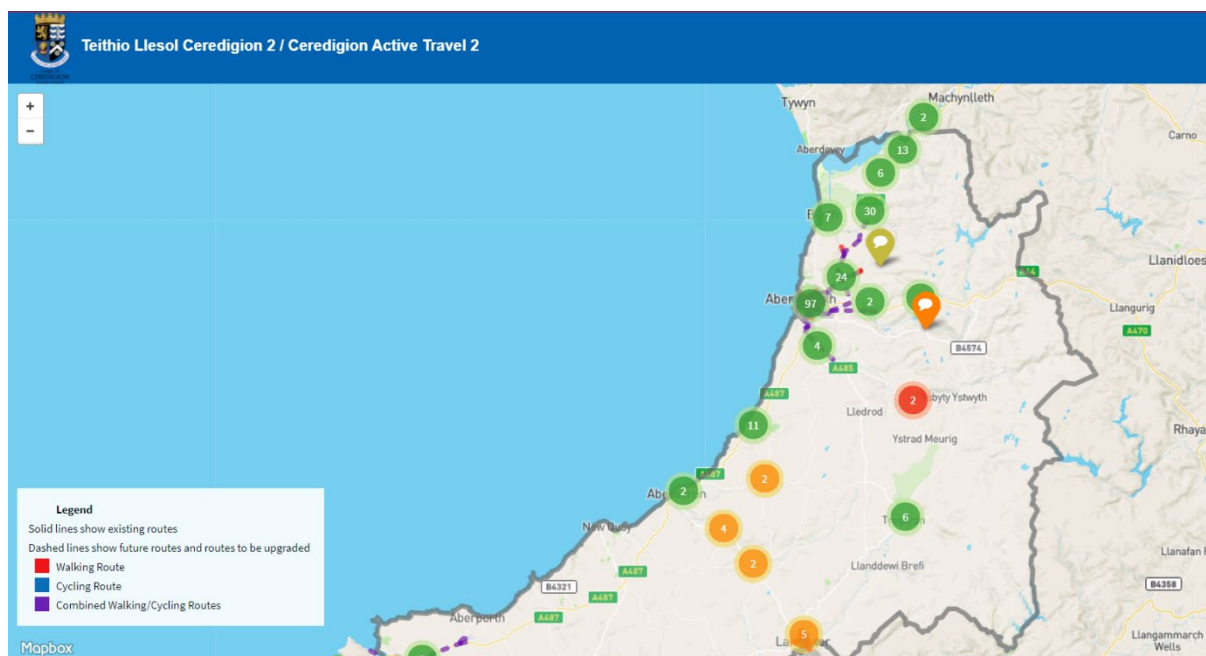 Teithio Llesol Ceredigion 2 / Ceredigion Active Travel 2
CEREDIGION
+
−
Tywyn
Machynlleth
2
Carno
Aberdovey
13
6
30
7
Llanidloes
24
A44
97
2
Llangurig
A470
4
B4574
A485
A487
2
Lledrod
Ystrad Meurig
11
Rhaya
2
A487
2
6
4
New Quay
2
Llanddewi Brefi
A487
B4321
A487
Llanafan
B4358
Aberporth
A487
5
Llangammarch
Wells
Legend
Solid lines show existing routes
Dashed lines show future routes and routes to be upgraded
Walking Route
Cycling Route
Combined Walking/Cycling Routes
Mapbox